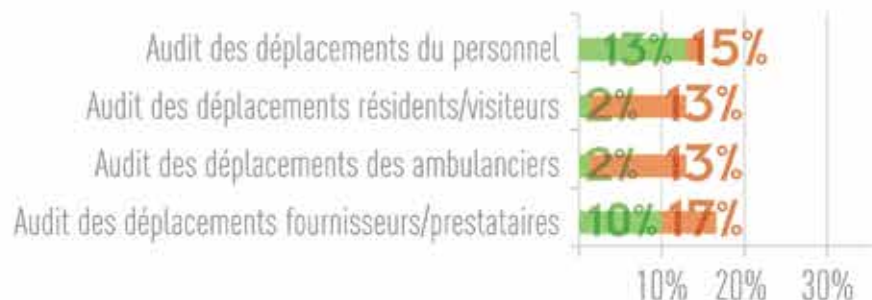 Audit des déplacements du personnel 13% 15%
Audit des déplacements résidents/visiteurs 2% 13%
Audit des déplacements des ambulanciers 2% 13%
Audit des déplacements fournisseurs/prestataires 10% 17%
10% 20% 30%